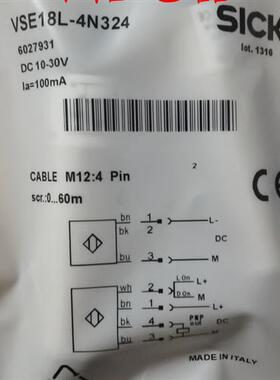 VSE18L-4N324
SICK
6027931
lot. 1316
DC 10-30V
Ia=100mA
2
CABLE M12:4 Pin
scr.:0...60m
bn 1 L-
bk 2
DC
bu 3 M
wh 2 L On L+
D On M
bn 1 L+
bk 4 PNP DC
bu 3 M
MADE IN ITALY